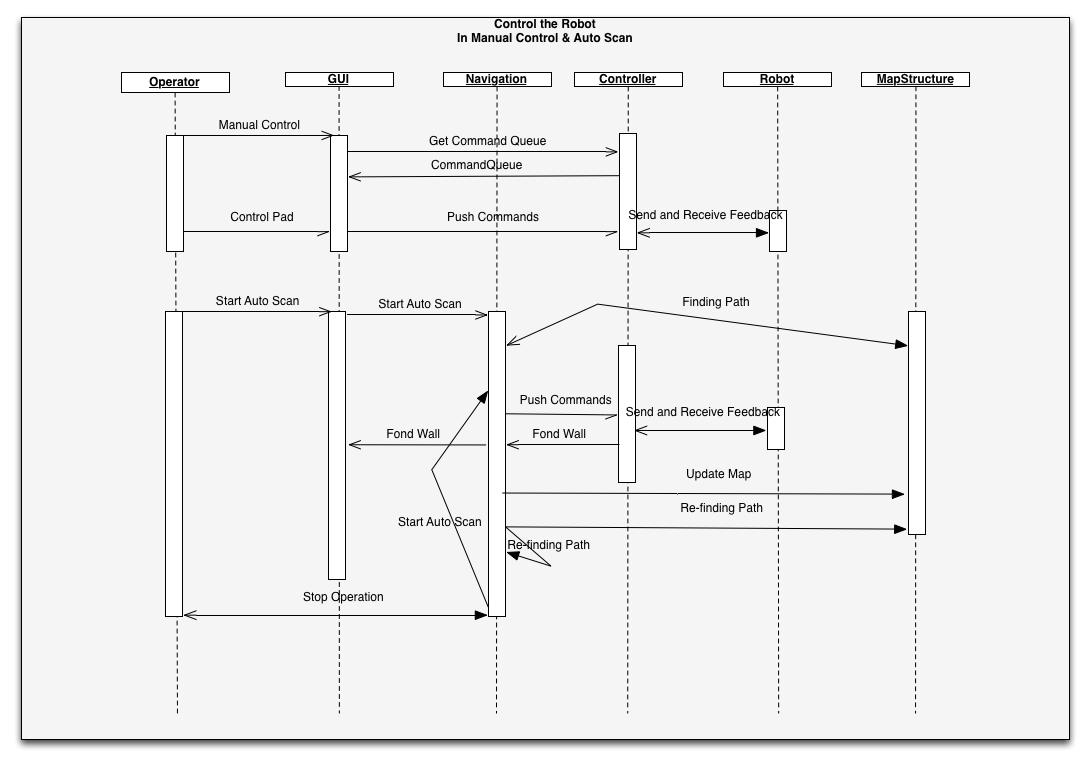 Control the Robot
In Manual Control & Auto Scan
Operator
GUI
Navigation
Controller
Robot
MapStructure
Manual Control
Get Command Queue
CommandQueue
Control Pad
Push Commands
Send and Receive Feedback
Start Auto Scan
Start Auto Scan
Finding Path
Push Commands
Send and Receive Feedback
Fond Wall
Fond Wall
Update Map
Re-finding Path
Start Auto Scan
Re-finding Path
Stop Operation